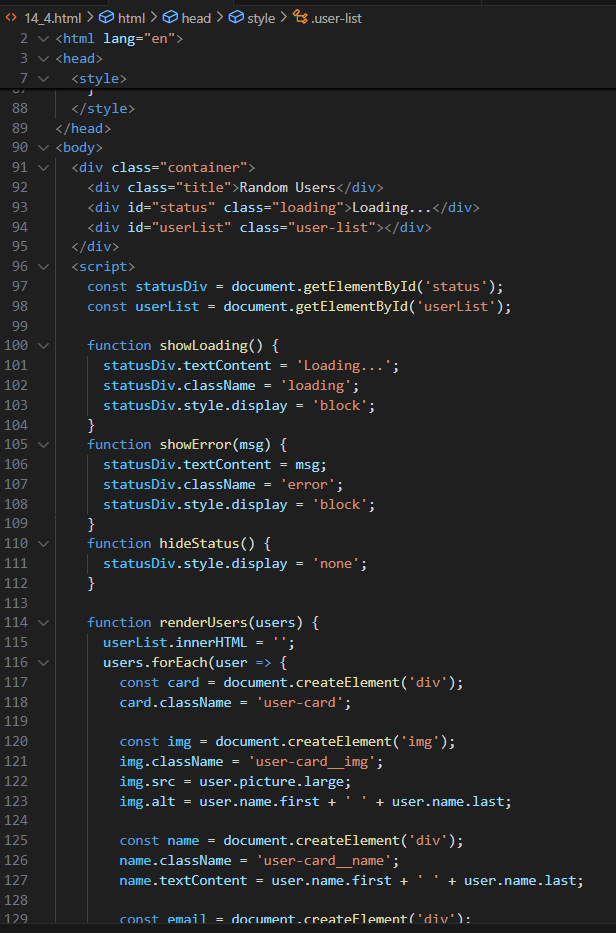 14_4.html > html > head > style > .user-list
2 <html lang="en">
3 <head>
7 <style>
87 }
88 </style>
89 </head>
90 <body>
91 <div class="container">
92 <div class="title">Random Users</div>
93 <div id="status" class="loading">Loading...</div>
94 <div id="userList" class="user-list"></div>
95 </div>
96 <script>
97 const statusDiv = document.getElementById('status');
98 const userList = document.getElementById('userList');
99
100 function showLoading() {
101 statusDiv.textContent = 'Loading...';
102 statusDiv.className = 'loading';
103 statusDiv.style.display = 'block';
104 }
105 function showError(msg) {
106 statusDiv.textContent = msg;
107 statusDiv.className = 'error';
108 statusDiv.style.display = 'block';
109 }
110 function hideStatus() {
111 statusDiv.style.display = 'none';
112 }
113
114 function renderUsers(users) {
115 userList.innerHTML = '';
116 users.forEach(user => {
117 const card = document.createElement('div');
118 card.className = 'user-card';
119
120 const img = document.createElement('img');
121 img.className = 'user-card__img';
122 img.src = user.picture.large;
123 img.alt = user.name.first + ' ' + user.name.last;
124
125 const name = document.createElement('div');
126 name.className = 'user-card__name';
127 name.textContent = user.name.first + ' ' + user.name.last;
128
129 const email = document.createElement('div');